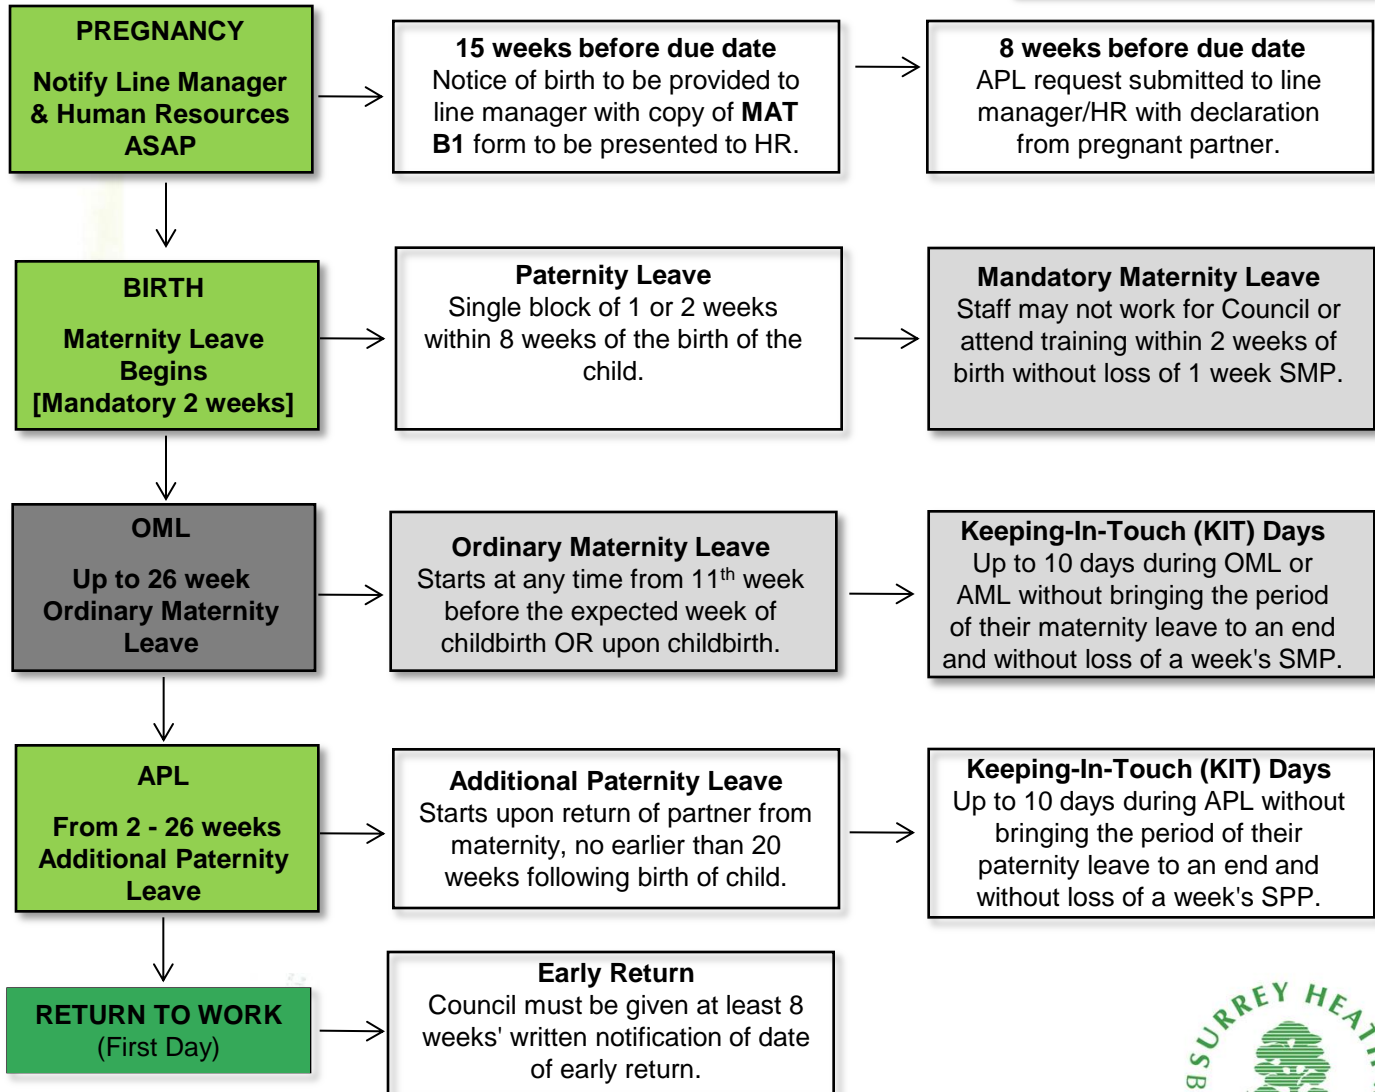 PREGNANCY
Notify Line Manager
& Human Resources
ASAP
15 weeks before due date
Notice of birth to be provided to
line manager with copy of MAT
B1 form to be presented to HR.
8 weeks before due date
APL request submitted to line
manager/HR with declaration
from pregnant partner.
BIRTH
Maternity Leave
Begins
[Mandatory 2 weeks]
Paternity Leave
Single block of 1 or 2 weeks
within 8 weeks of the birth of the
child.
Mandatory Maternity Leave
Staff may not work for Council or
attend training within 2 weeks of
birth without loss of 1 week SMP.
OML
Up to 26 week
Ordinary Maternity
Leave
Ordinary Maternity Leave
Starts at any time from 11th week
before the expected week of
childbirth OR upon childbirth.
Keeping-In-Touch (KIT) Days
Up to 10 days during OML or
AML without bringing the period
of their maternity leave to an end
and without loss of a week's SMP.
APL
From 2 - 26 weeks
Additional Paternity
Leave
Additional Paternity Leave
Starts upon return of partner from
maternity, no earlier than 20
weeks following birth of child.
Keeping-In-Touch (KIT) Days
Up to 10 days during APL without
bringing the period of their
paternity leave to an end and
without loss of a week's SPP.
RETURN TO WORK
(First Day)
Early Return
Council must be given at least 8
weeks' written notification of date
of early return.
SURREY HEATH